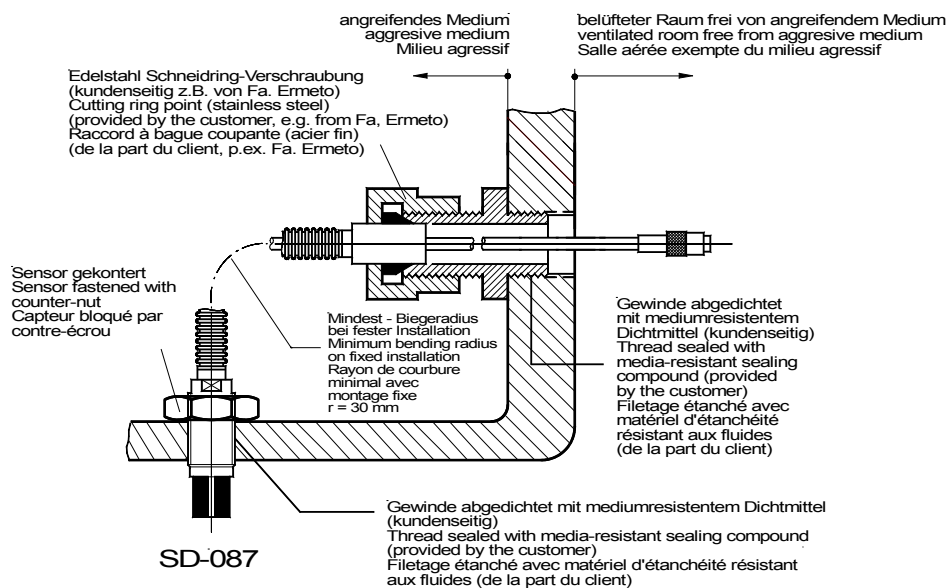 angreifendes Medium
aggresive medium
Milieu agressif
belüfteter Raum frei von angreifendem Medium
ventilated room free from aggresive medium
Salle aérée exempte du milieu agressif
Edelstahl Schneidring-Verschraubung
(kundenseitig z.B. von Fa. Ermeto)
Cutting ring point (stainless steel)
(provided by the customer, e.g. from Fa, Ermeto)
Raccord à bague coupante (acier fin)
(de la part du client, p.ex. Fa. Ermeto)
Sensor gekontert
Sensor fastened with
counter-nut
Capteur bloqué par
contre-écrou
Mindest - Biegeradius
bei fester Installation
Minimum bending radius
on fixed installation
Rayon de courbure
minimal avec
montage fixe
r = 30 mm
Gewinde abgedichtet
mit mediumresistentem
Dichtmittel (kundenseitig)
Thread sealed with
media-resistant sealing
compound (provided
by the customer)
Filetage étanché avec
matériel d'étanchéité
résistant aux fluides
(de la part du client)
Gewinde abgedichtet mit mediumresistentem Dichtmittel
(kundenseitig)
Thread sealed with media-resistant sealing compound
(provided by the customer)
Filetage étanché avec matériel d'étanchéité résistant
aux fluides (de la part du client)
SD-087